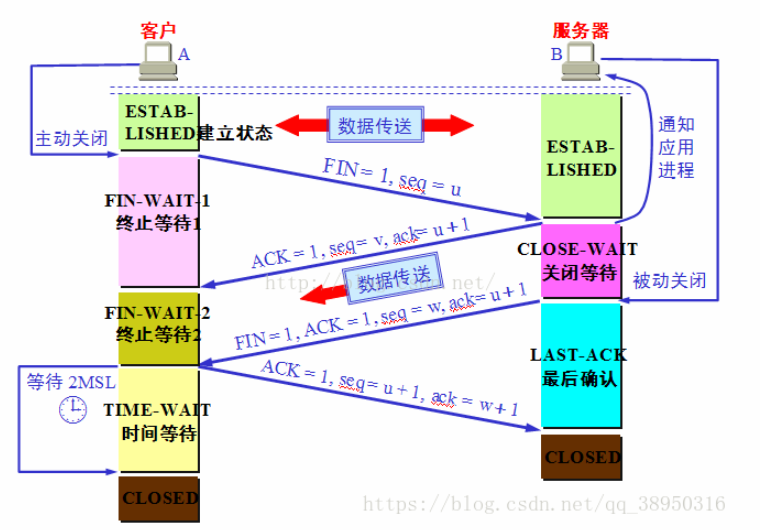 客户
服务器
A
B
ESTAB-
LISHED建立状态
数据传送
主动关闭
通知
应用
进程
ESTAB-
LISHED
FIN= 1, seq = u
FIN-WAIT-1
终止等待1
ACK = 1, seq= v, ack= u+1
CLOSE-WAIT
关闭等待
数据传送
被动关闭
FIN-WAIT-2
终止等待2
FIN=1, ACK = 1, seq = w, ack= u+1
LAST-ACK
最后确认
ACK = 1, seq= u+1, ack = w+1
等待 2MSL
TIME-WAIT
时间等待
CLOSED
CLOSED
https://blog.csdn.net/qq_38950316